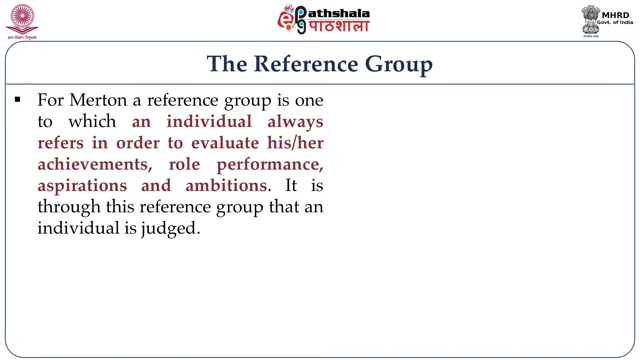 ePathshala
पाठशाला
MHRD
Govt. of India
The Reference Group
▪ For Merton a reference group is one
to which an individual always
refers in order to evaluate his/her
achievements, role performance,
aspirations and ambitions. It is
through this reference group that an
individual is judged.